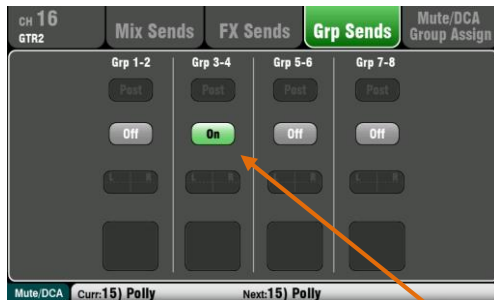 CH 16
GTR2
Mix Sends FX Sends Grp Sends Mute/DCA Group Assign
Grp 1-2 Grp 3-4 Grp 5-6 Grp 7-8
Post Post Post Post
Off On Off Off
L R L R L R L R
Mute/DCA Curr:15) Polly Next:15) Polly